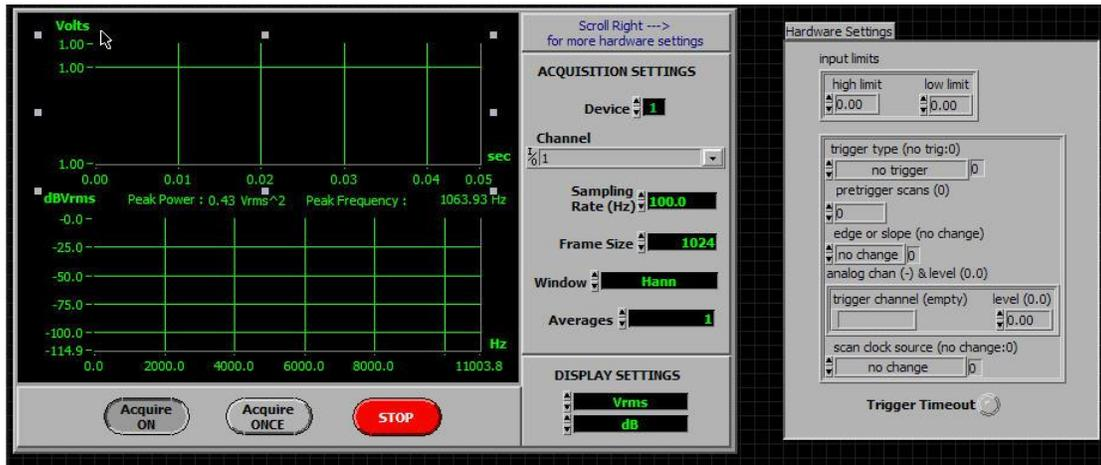 Volts
1.00
1.00
1.00
sec
0.00 0.01 0.02 0.03 0.04 0.05
dBVrms Peak Power : 0.43 Vrms^2 Peak Frequency : 1063.93 Hz
-0.0
-25.0
-50.0
-75.0
-100.0
-114.9
Hz
0.0 2000.0 4000.0 6000.0 8000.0 11003.8
Acquire
ON
Acquire
ONCE
STOP
Scroll Right --->
for more hardware settings
ACQUISITION SETTINGS
Device 1
Channel
I/O 1
Sampling
Rate (Hz) 100.0
Frame Size 1024
Window Hann
Averages 1
DISPLAY SETTINGS
Vrms
dB
Hardware Settings
input limits
high limit low limit
0.00 0.00
trigger type (no trig:0)
no trigger 0
pretrigger scans (0)
0
edge or slope (no change)
no change 0
analog chan (-) & level (0.0)
trigger channel (empty) level (0.0)
0.00
scan clock source (no change:0)
no change 0
Trigger Timeout